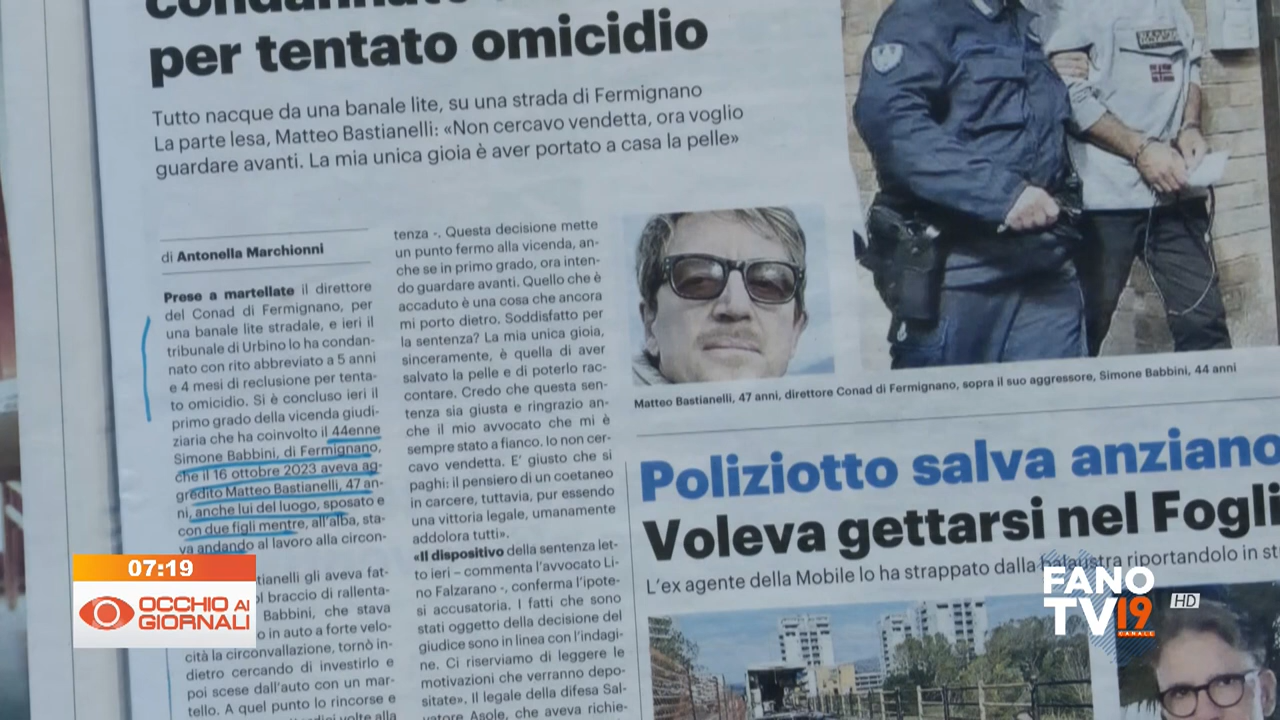 per tentato omicidio
Tutto nacque da una banale lite, su una strada di Fermignano
La parte lesa, Matteo Bastianelli: «Non cercavo vendetta, ora voglio
guardare avanti. La mia unica gioia è aver portato a casa la pelle»
di Antonella Marchionni
Prese a martellate il direttore
del Conad di Fermignano, per
una banale lite stradale, e ieri il
tribunale di Urbino lo ha condan-
nato con rito abbreviato a 5 anni
e 4 mesi di reclusione per tenta-
to omicidio. Si è concluso ieri il
primo grado della vicenda giudi-
ziaria che ha coinvolto il 44enne
Simone Babbini, di Fermignano,
che il 16 ottobre 2023 aveva ag-
gredito Matteo Bastianelli, 47 an-
ni, anche lui del luogo, sposato e
con due figli mentre, all'alba, sta-
va andando al lavoro alla circon-
tianelli gli aveva fat-
ol braccio di rallenta-
Babbini, che stava
o in auto a forte velo-
cità la circonvallazione, tornò in-
dietro cercando di investirlo e
poi scese dall'auto con un mar-
tello. A quel punto lo rincorse e
volte alla
tenza -. Questa decisione mette
un punto fermo alla vicenda, an-
che se in primo grado, ora inten-
do guardare avanti. Quello che è
accaduto è una cosa che ancora
mi porto dietro. Soddisfatto per
la sentenza? La mia unica gioia,
sinceramente, è quella di aver
salvato la pelle e di poterlo rac-
contare. Credo che questa sen-
tenza sia giusta e ringrazio an-
che il mio avvocato che mi è
sempre stato a fianco. Io non cer-
cavo vendetta. E' giusto che si
paghi: il pensiero di un coetaneo
in carcere, tuttavia, pur essendo
una vittoria legale, umanamente
addolora tutti».
«Il dispositivo della sentenza let-
to ieri – commenta l'avvocato Li-
no Falzarano -, conferma l'ipote-
si accusatoria. I fatti che sono
stati oggetto della decisione del
giudice sono in linea con l'indagi-
ne. Ci riserviamo di leggere le
motivazioni che verranno depo-
sitate». Il legale della difesa Sal-
vatore Asole, che aveva richie-
Matteo Bastianelli, 47 anni, direttore Conad di Fermignano, sopra il suo aggressore, Simone Babbini, 44 anni
Poliziotto salva anziano
Voleva gettarsi nel Fogli
L'ex agente della Mobile lo ha strappato dalla balaustra riportandolo in st
07:19
OCCHIO AI
GIORNALI
FANO
TV19
CANALE
HD